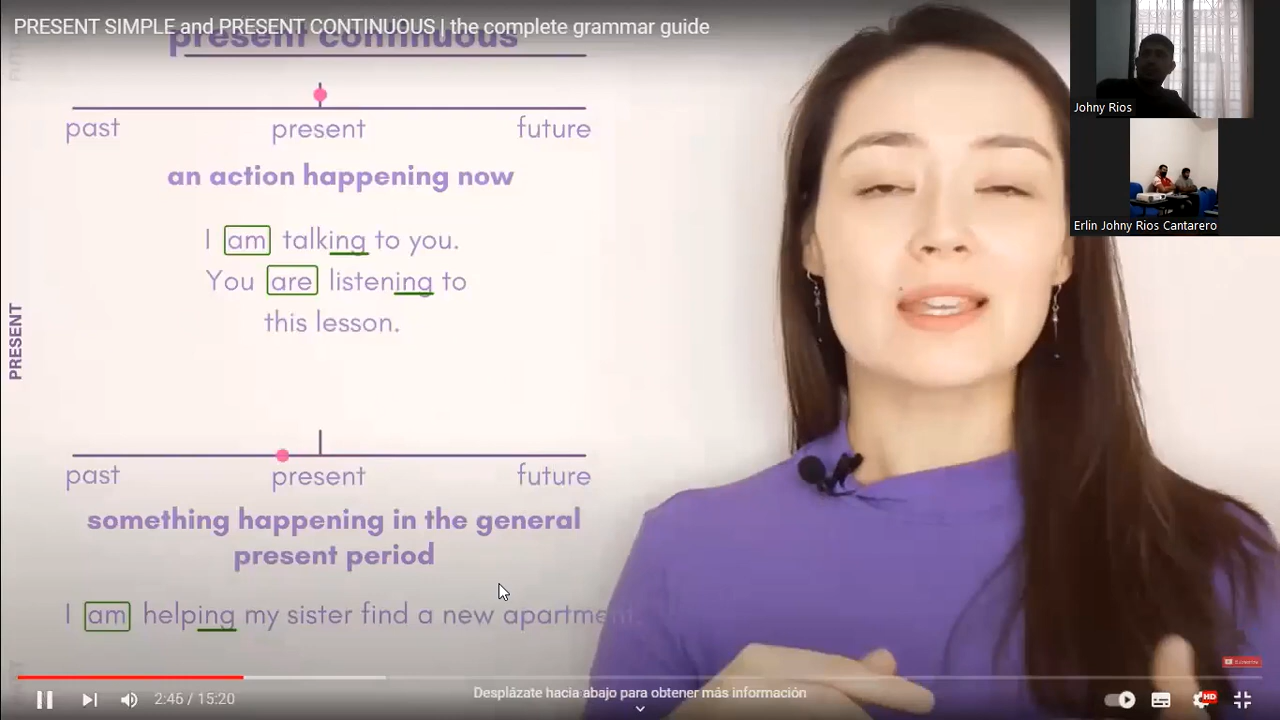 PRESENT SIMPLE and PRESENT CONTINUOUS | the complete grammar guide
present continuous
past present future
an action happening now
I am talking to you.
You are listening to
this lesson.
PRESENT
past present future
something happening in the general
present period
I am helping my sister find a new apartment.
2:46 / 15:20
Desplázate hacia abajo para obtener más información
HD
Johny Rios
Erlin Johny Rios Cantarero